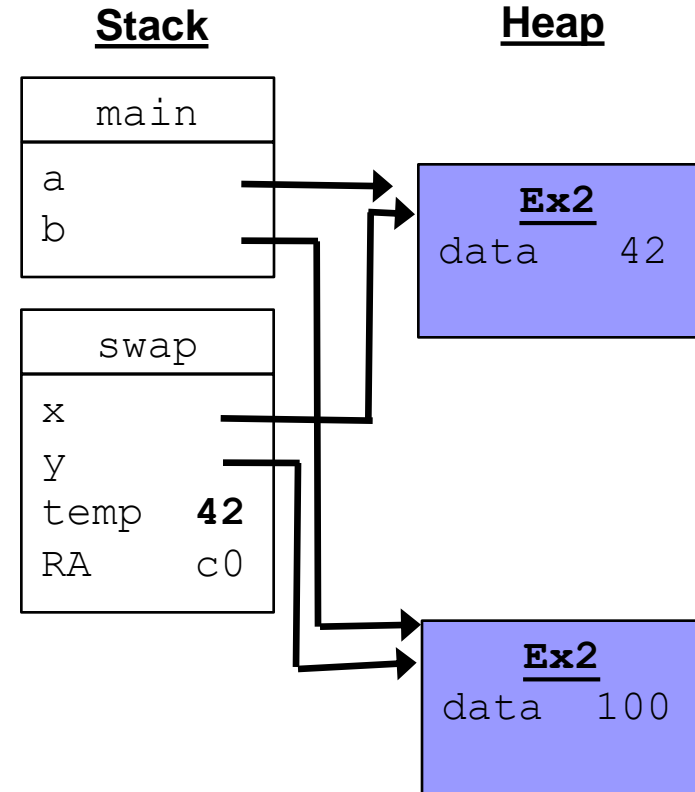 Stack
Heap
main
a
b
Ex2
data 42
swap
x
y
temp 42
RA c0
Ex2
data 100